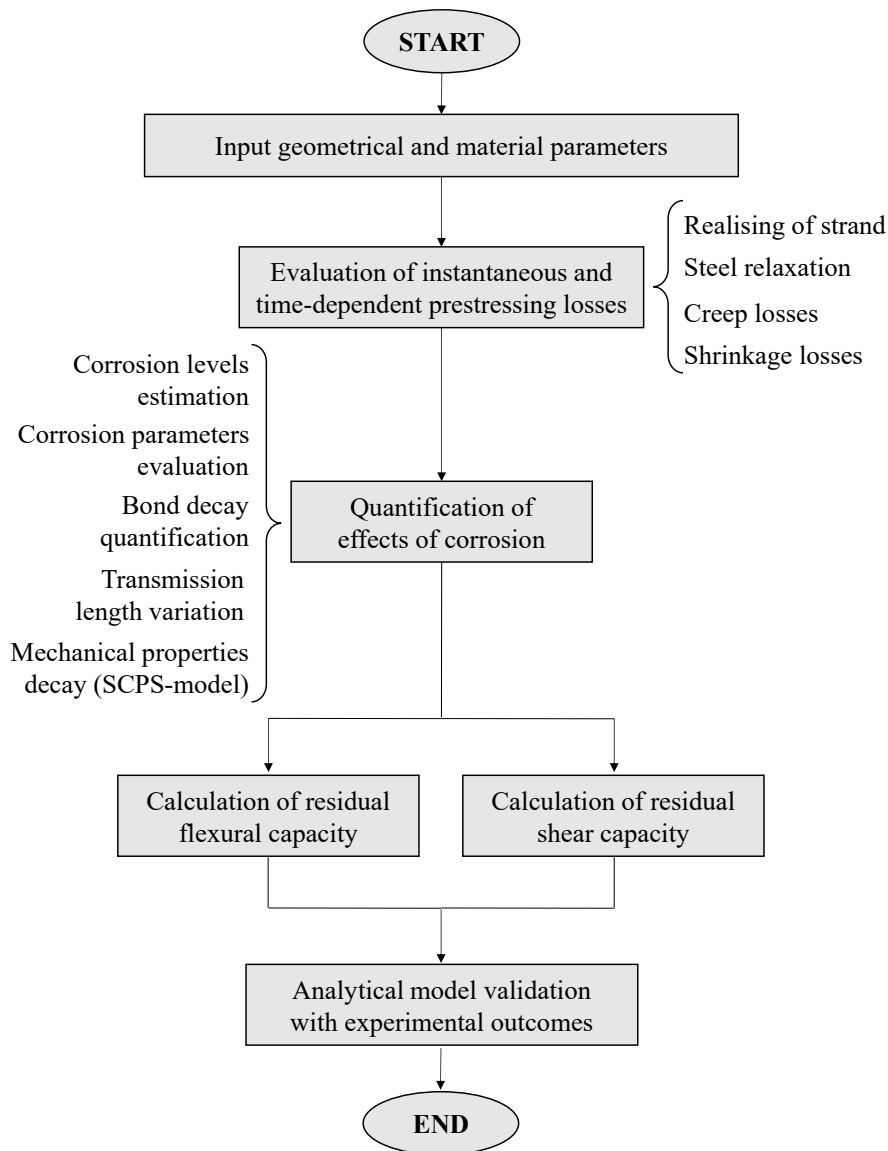 START
Input geometrical and material parameters
Evaluation of instantaneous and
time-dependent prestressing losses
Realising of strand
Steel relaxation
Creep losses
Shrinkage losses
Corrosion levels
estimation
Corrosion parameters
evaluation
Bond decay
quantification
Transmission
length variation
Mechanical properties
decay (SCPS-model)
Quantification of
effects of corrosion
Calculation of residual
flexural capacity
Calculation of residual
shear capacity
Analytical model validation
with experimental outcomes
END